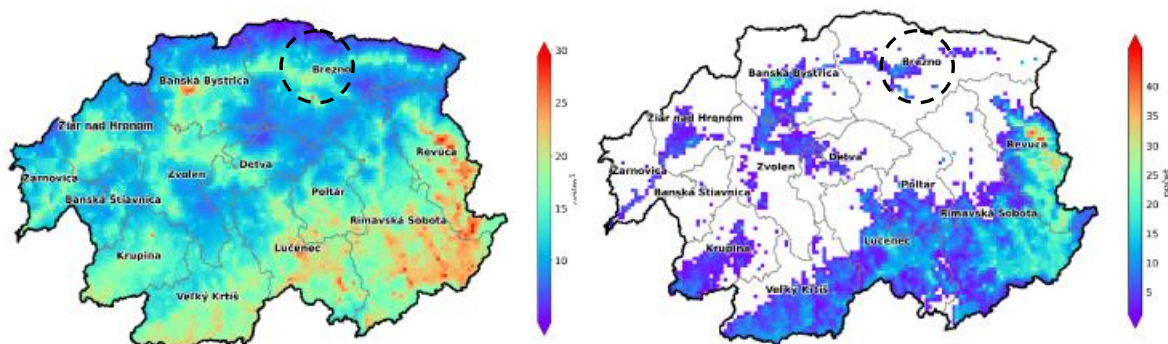 Brezno
Banská Bystrica
Žiar nad Hronom
Revúca
Detva
Žarnovica
Zvolen
Poltár
Banská Štiavnica
Rimavská Sobota
Lučenec
Krupina
Veľký Krtíš
30
25
20
15
10
Brezno
Banská Bystrica
Žiar nad Hronom
Revúca
Detva
Žarnovica
Zvolen
Poltár
Banská Štiavnica
Rimavská Sobota
Lučenec
Krupina
Veľký Krtíš
40
35
30
25
20
15
10
5